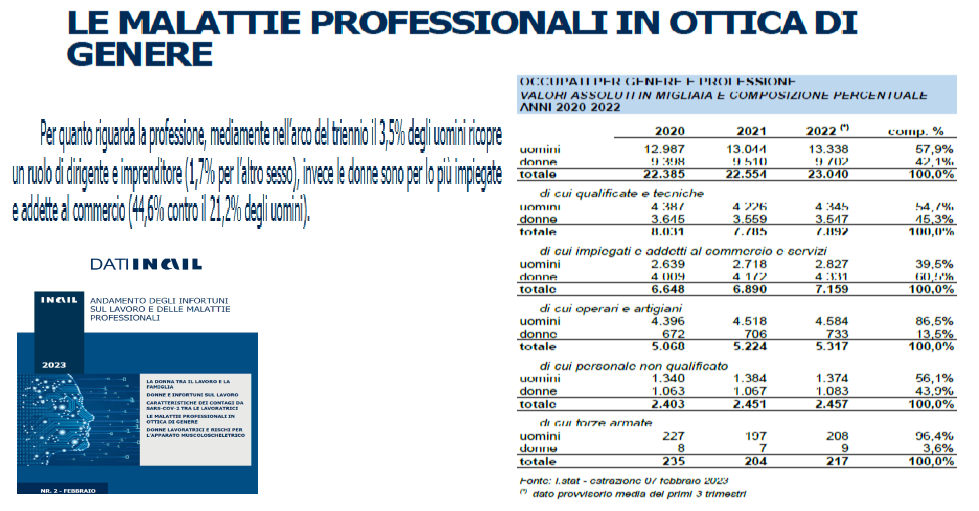 LE MALATTIE PROFESSIONALI IN OTTICA DI
GENERE
Per quanto riguarda la professione, mediamente nell'arco del triennio il 3,5% degli uomini ricopre
un ruolo di dirigente e imprenditore (1,7% per l'altro sesso), invece le donne sono per lo più impiegate
e addette al commercio (44,6% contro il 21,2% degli uomini).
DATI INAIL
INAIL
ANDAMENTO DEGLI INFORTUNI
SUL LAVORO E DELLE MALATTIE
PROFESSIONALI
2023
LA DONNA TRA IL LAVORO E LA
FAMIGLIA
DONNE E INFORTUNI SUL LAVORO
CARATTERISTICHE DEI CONTAGI DA
SARS-COV-2 TRA LE LAVORATRICI
LE MALATTIE PROFESSIONALI IN
OTTICA DI GENERE
DONNE LAVORATRICI E RISCHI PER
L'APPARATO MUSCOLOSCHELETRICO
NR. 2 - FEBBRAIO
OCCUPATI PER GENERE E PROFESSIONE
VALORI ASSOLUTI IN MIGLIAIA E COMPOSIZIONE PERCENTUALE
ANNI 2020-2022
2020 2021 2022 (*) comp. %
uomini 12.987 13.044 13.338 57,9%
donne 9.398 9.510 9.702 42,1%
totale 22.385 22.554 23.040 100,0%
di cui qualificate e tecniche
uomini 4.387 4.226 4.345 54,7%
donne 3.645 3.559 3.547 45,3%
totale 8.031 7.785 7.892 100,0%
di cui impiegati e addetti al commercio e servizi
uomini 2.639 2.718 2.827 39,5%
donne 4.009 4.172 4.331 60,5%
totale 6.648 6.890 7.159 100,0%
di cui operai e artigiani
uomini 4.396 4.518 4.584 86,5%
donne 672 706 733 13,5%
totale 5.068 5.224 5.317 100,0%
di cui personale non qualificato
uomini 1.340 1.384 1.374 56,1%
donne 1.063 1.067 1.083 43,9%
totale 2.403 2.451 2.457 100,0%
di cui forze armate
uomini 227 197 208 96,4%
donne 8 7 9 3,6%
totale 235 204 217 100,0%
Fonte: I.stat - estrazione 07 febbraio 2023
(*) dato provvisorio media dei primi 3 trimestri